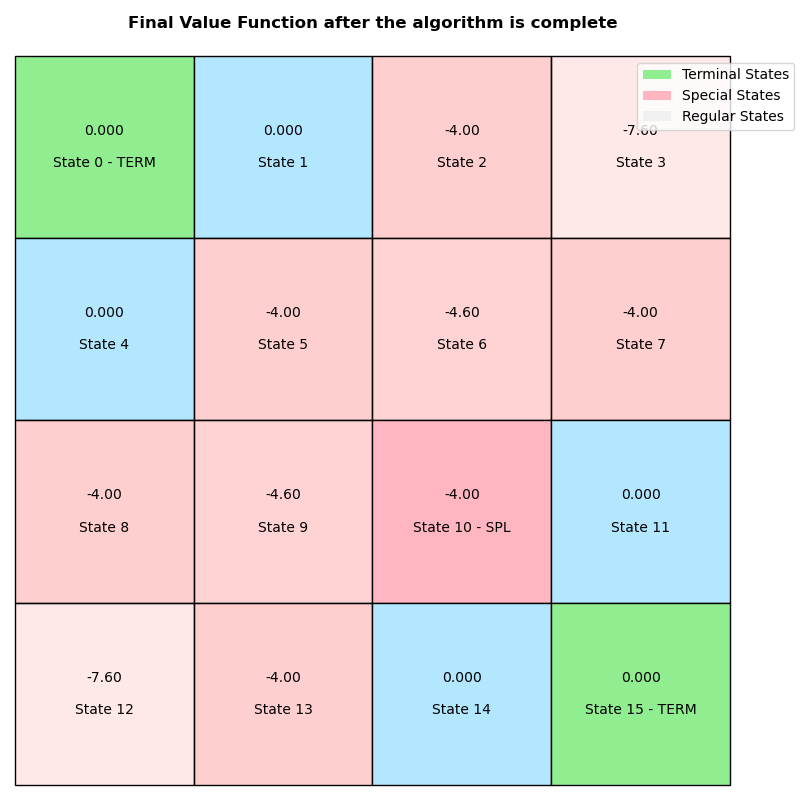 Final Value Function after the algorithm is complete
Terminal States
Special States
Regular States
0.000
State 0 - TERM
0.000
State 1
-4.00
State 2
-7.60
State 3
0.000
State 4
-4.00
State 5
-4.60
State 6
-4.00
State 7
-4.00
State 8
-4.60
State 9
-4.00
State 10 - SPL
0.000
State 11
-7.60
State 12
-4.00
State 13
0.000
State 14
0.000
State 15 - TERM